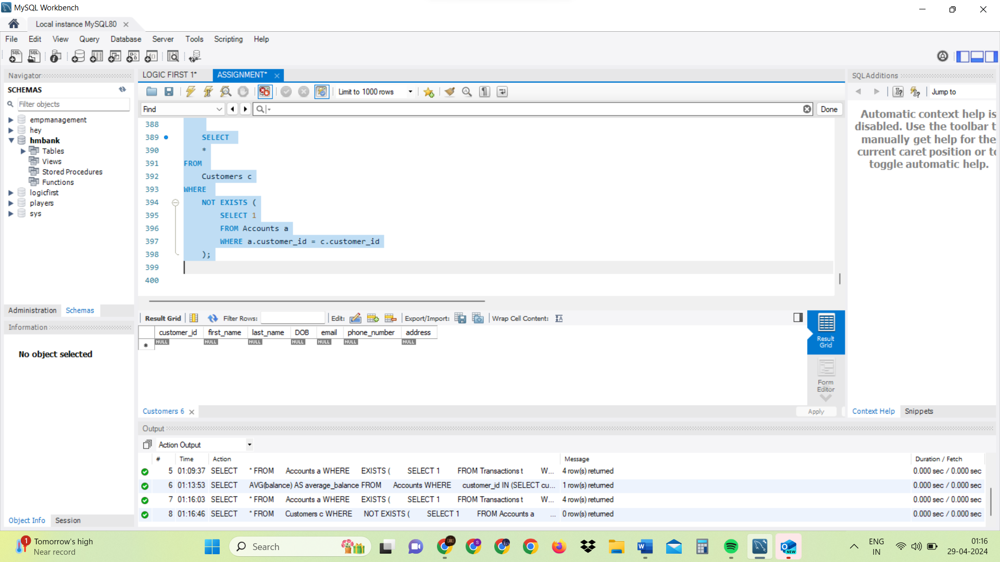 MySQL Workbench
Local instance MySQL80
File Edit View Query Database Server Tools Scripting Help
Navigator
SCHEMAS
Filter objects
empmanagement
hey
hmbank
Tables
Views
Stored Procedures
Functions
logicfirst
players
sys
Administration Schemas
Information
No object selected
Object Info Session
LOGIC FIRST 1* ASSIGNMENT*
Limit to 1000 rows
Find Done
388
389 SELECT
390 *
391 FROM
392 Customers c
393 WHERE
394 NOT EXISTS (
395 SELECT 1
396 FROM Accounts a
397 WHERE a.customer_id = c.customer_id
398 );
399
400
Result Grid Filter Rows: Edit: Export/Import: Wrap Cell Content:
customer_id first_name last_name DOB email phone_number address
NULL NULL NULL NULL NULL NULL NULL
Result
Grid
Form
Editor
Customers 6 Apply
SQLAdditions
Jump to
Automatic context help is
disabled. Use the toolbar t
manually get help for the
current caret position or to
toggle automatic help.
Context Help Snippets
Output
Action Output
# Time Action Message Duration / Fetch
5 01:09:37 SELECT * FROM Accounts a WHERE EXISTS ( SELECT 1 FROM Transactions t W... 4 row(s) returned 0.000 sec / 0.000 sec
6 01:13:53 SELECT AVG(balance) AS average_balance FROM Accounts WHERE customer_id IN (SELECT cu... 1 row(s) returned 0.000 sec / 0.000 sec
7 01:16:03 SELECT * FROM Accounts a WHERE EXISTS ( SELECT 1 FROM Transactions t W... 4 row(s) returned 0.000 sec / 0.000 sec
8 01:16:46 SELECT * FROM Customers c WHERE NOT EXISTS ( SELECT 1 FROM Accounts a ... 0 row(s) returned 0.000 sec / 0.000 sec
1
Tomorrow's high
Near record
Search
NEW
ENG
IN
01:16
29-04-2024